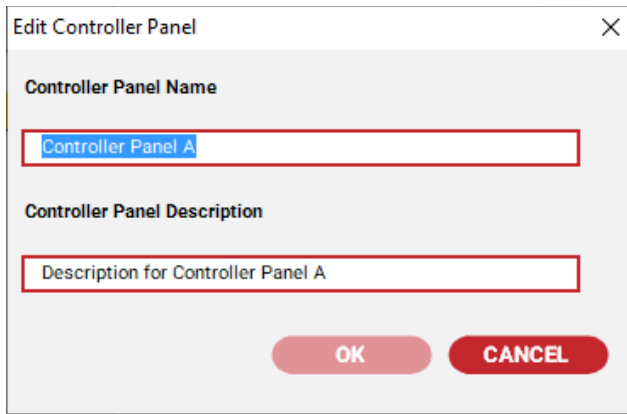 Edit Controller Panel
Controller Panel Name
Controller Panel A
Controller Panel Description
Description for Controller Panel A
OK CANCEL